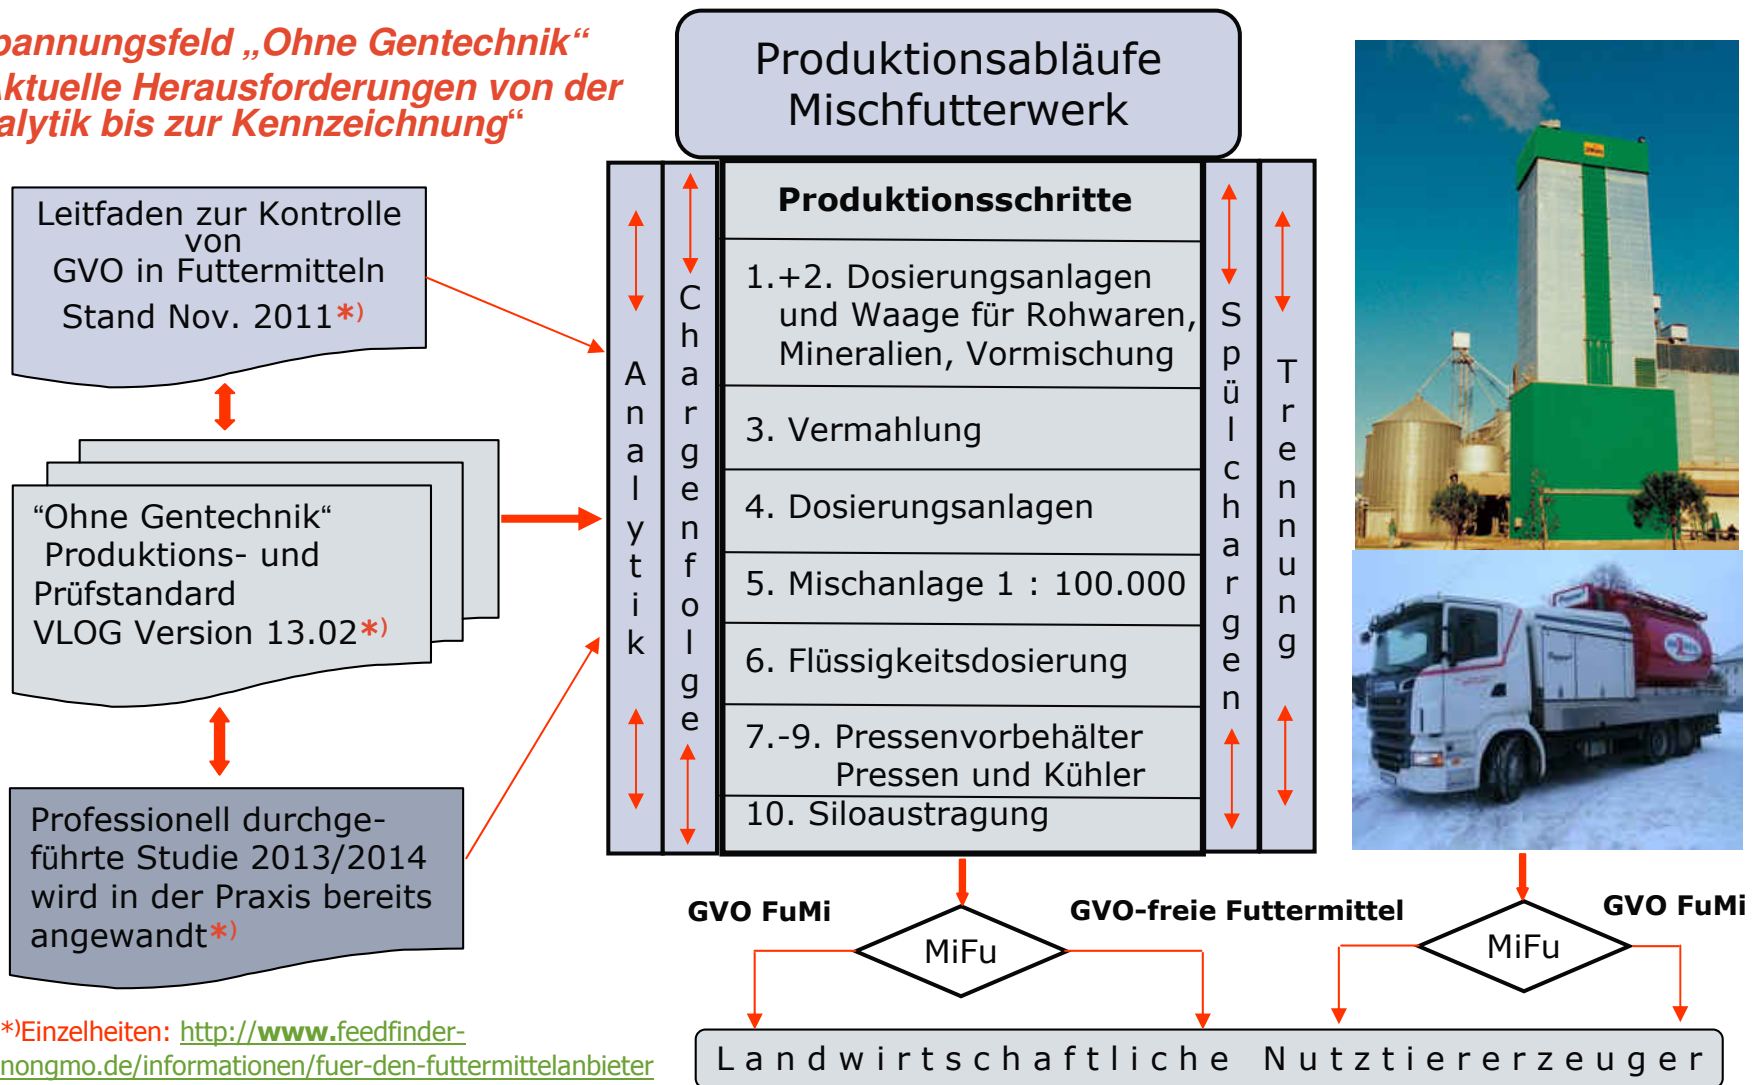 pannungsfeld „Ohne Gentechnik“
Aktuelle Herausforderungen von der
alytik bis zur Kennzeichnung“
Produktionsabläufe
Mischfutterwerk
Leitfaden zur Kontrolle
von
GVO in Futtermitteln
Stand Nov. 2011*)
“Ohne Gentechnik“
Produktions- und
Prüfstandard
VLOG Version 13.02*)
Professionell durchge-
führte Studie 2013/2014
wird in der Praxis bereits
angewandt*)
*)Einzelheiten: http://www.feedfinder-
nongmo.de/informationen/fuer-den-futtermittelanbieter
Analytik
Chargenfolge
Produktionsschritte
1.+2. Dosierungsanlagen
und Waage für Rohwaren,
Mineralien, Vormischung
3. Vermahlung
4. Dosierungsanlagen
5. Mischanlage 1 : 100.000
6. Flüssigkeitsdosierung
7.-9. Pressenvorbehälter
Pressen und Kühler
10. Siloaustragung
Spülchargen
Trennung
GVO FuMi
MiFu
GVO-freie Futtermittel
MiFu
GVO FuMi
Landwirtschaftliche Nutztiererzeuger